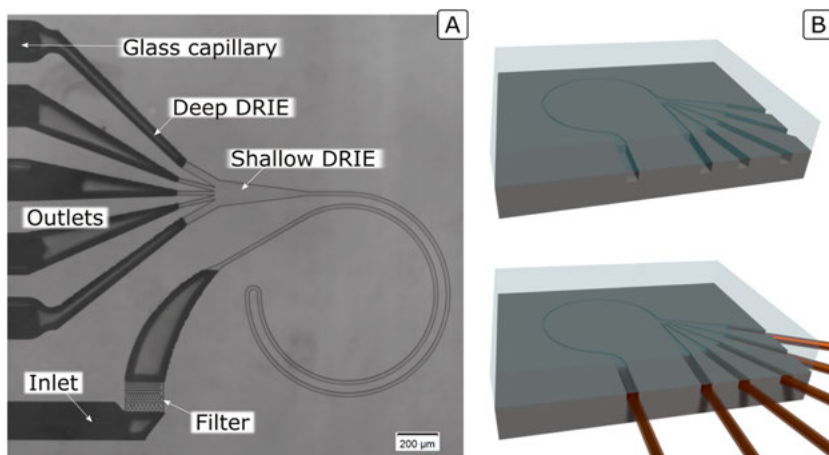 A
B
Glass capillary
Deep DRIE
Shallow DRIE
Outlets
Inlet
Filter
200 µm